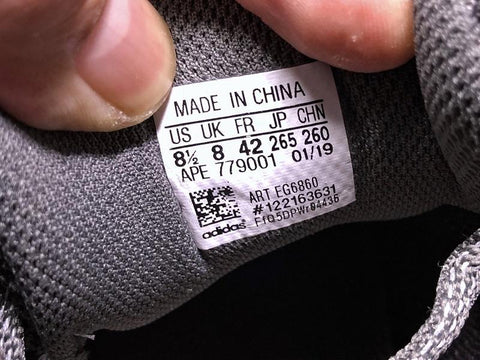 MADE IN CHINA
US UK FR JP CHN
8½ 8 42 265 260
APE 779001 01/19
ART EG6860
#122163631
FfQ5DPWr84436
adidas